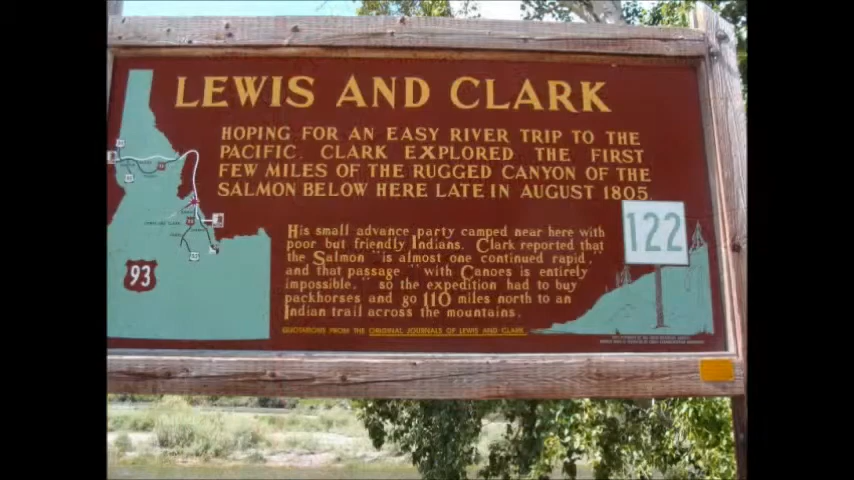 LEWIS AND CLARK
HOPING FOR AN EASY RIVER TRIP TO THE
PACIFIC, CLARK EXPLORED THE FIRST
FEW MILES OF THE RUGGED CANYON OF THE
SALMON BELOW HERE LATE IN AUGUST 1805.
His small advance party camped near here with
poor but friendly Indians. Clark reported that
the Salmon "is almost one continued rapid,"
and that passage "with Canoes is entirely
impossible," so the expedition had to buy
packhorses and go 110 miles north to an
Indian trail across the mountains.
QUOTATIONS FROM THE ORIGINAL JOURNALS OF LEWIS AND CLARK
122
93